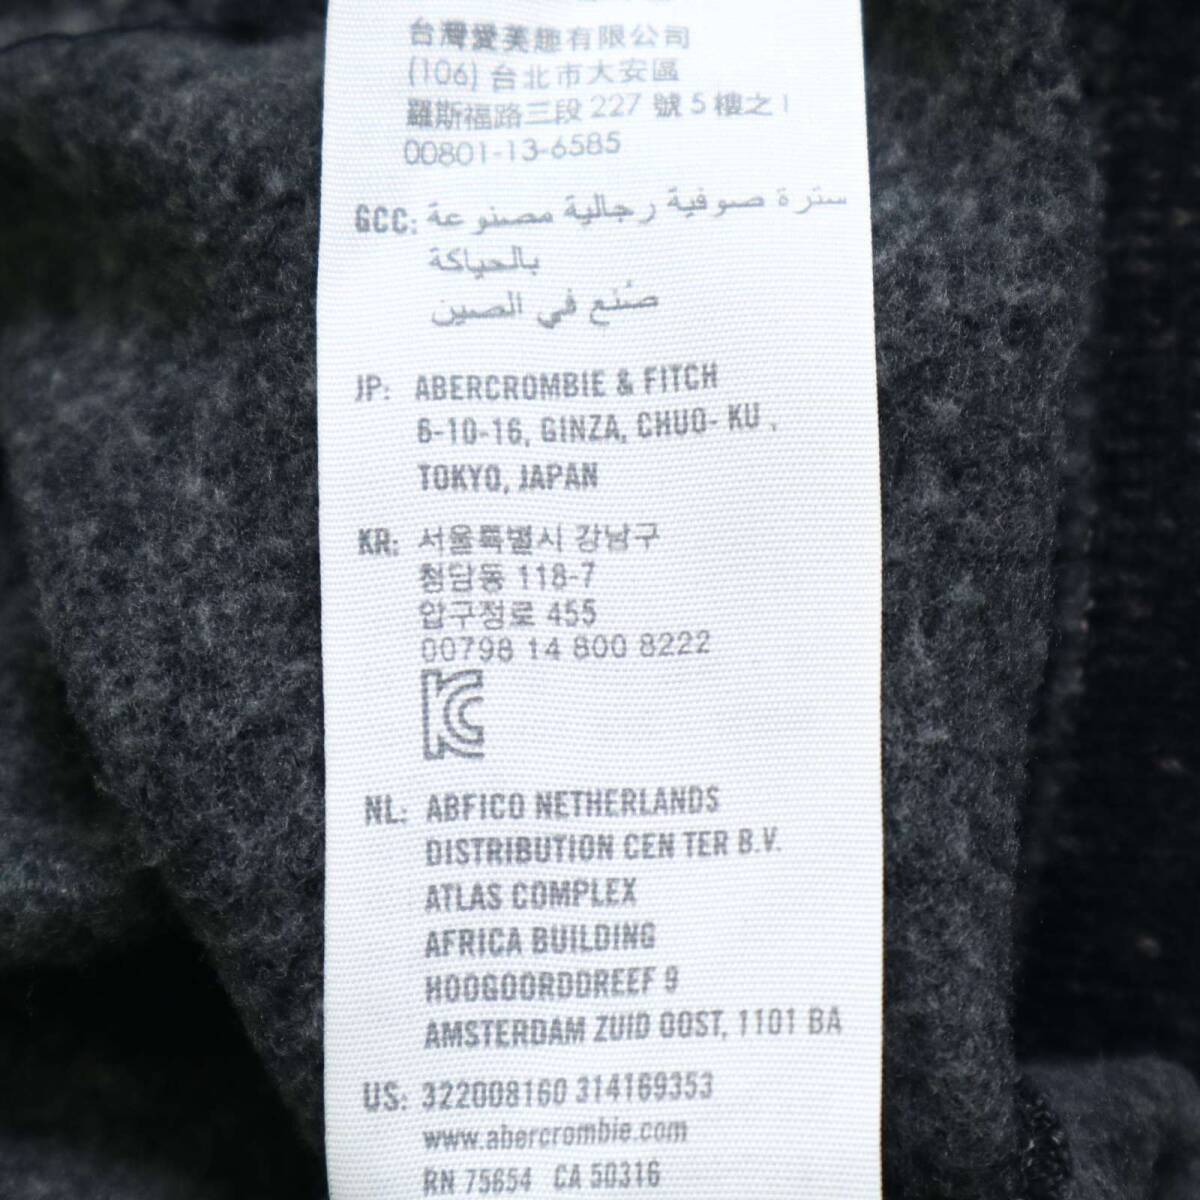 台灣愛美趣有限公司
(106) 台北市大安區
羅斯福路三段 227 號 5 樓之 1
00801-13-6585
GCC: سترة صوفية رجالية مصنوعة
بالحياكة
صُنع في الصين
JP: ABERCROMBIE & FITCH
6-10-16, GINZA, CHUO- KU ,
TOKYO, JAPAN
KR: 서울특별시 강남구
청담동 118-7
압구정로 455
00798 14 800 8222
KC
NL: ABFICO NETHERLANDS
DISTRIBUTION CEN TER B.V.
ATLAS COMPLEX
AFRICA BUILDING
HOOGOORDDREEF 9
AMSTERDAM ZUID OOST, 1101 BA
US: 322008160 314169353
www.abercrombie.com
RN 75654 CA 50316